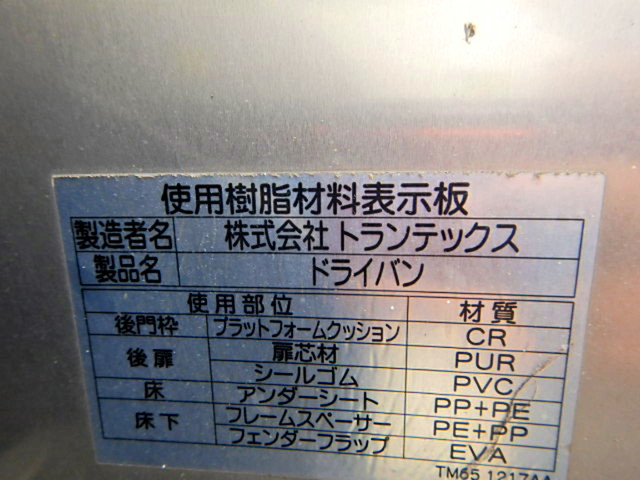 使用樹脂材料表示板
製造者名 株式会社 トランテックス
製品名 ドライバン
使用部位 材質
後門枠 プラットフォームクッション CR
後扉 扉芯材 PUR
シールゴム PVC
床 アンダーシート PP+PE
床下 フレームスペーサー PE+PP
フェンダーフラップ EVA
TM65 1217AA